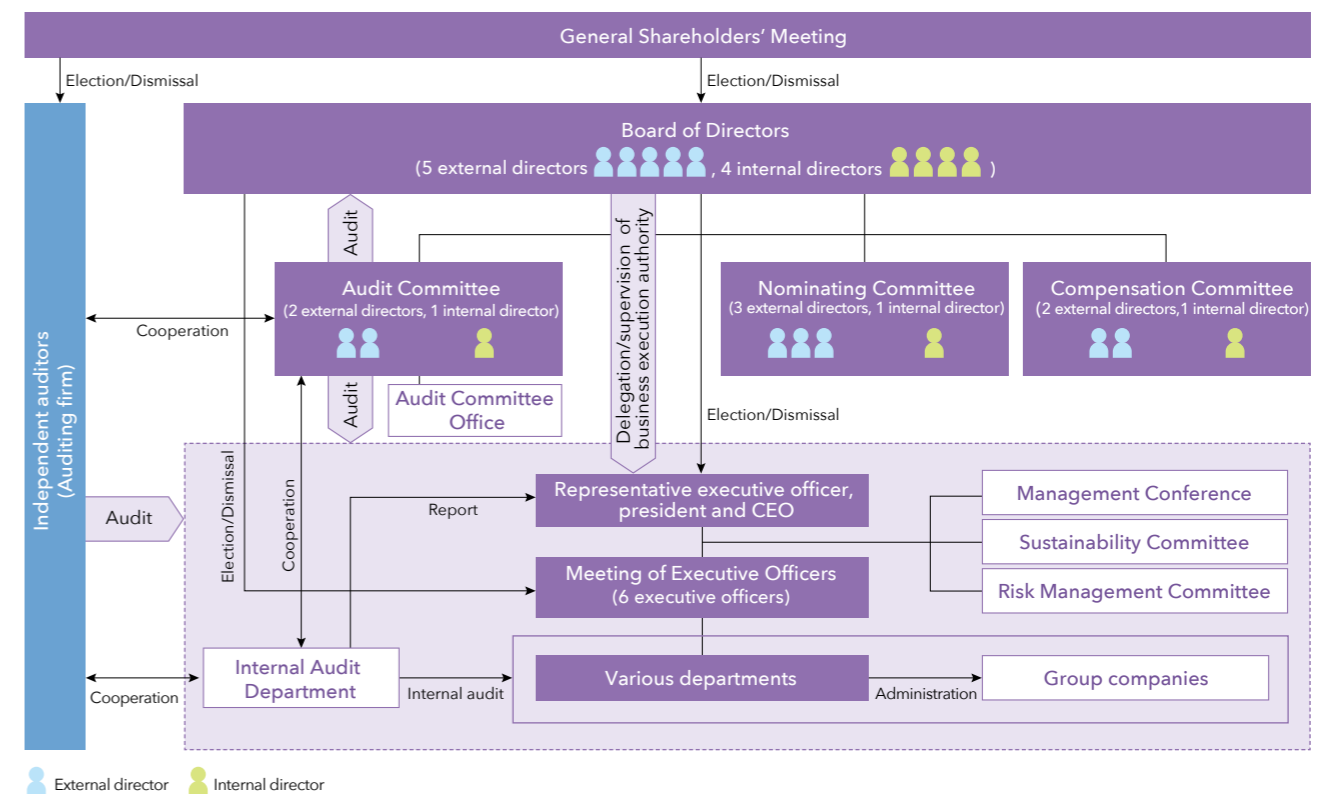 General Shareholders’ Meeting
Election/Dismissal
Election/Dismissal
Board of Directors
(5 external directors , 4 internal directors )
Independent auditors
(Auditing firm)
Audit
Delegation/supervision of
business execution authority
Audit Committee
(2 external directors, 1 internal director)
Nominating Committee
(3 external directors, 1 internal director)
Compensation Committee
(2 external directors,1 internal director)
Cooperation
Audit
Audit Committee
Office
Election/Dismissal
Election/Dismissal
Cooperation
Audit
Report
Representative executive officer,
president and CEO
Management Conference
Sustainability Committee
Risk Management Committee
Meeting of Executive Officers
(6 executive officers)
Cooperation
Internal Audit
Department
Internal audit
Various departments
Administration
Group companies
External director
Internal director